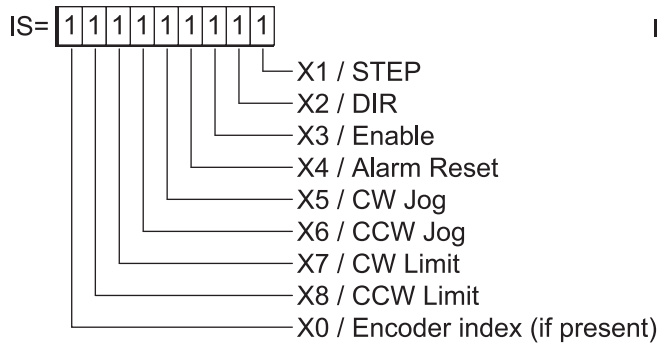 IS= 1 1 1 1 1 1 1 1 1
X1 / STEP
X2 / DIR
X3 / Enable
X4 / Alarm Reset
X5 / CW Jog
X6 / CCW Jog
X7 / CW Limit
X8 / CCW Limit
X0 / Encoder index (if present)